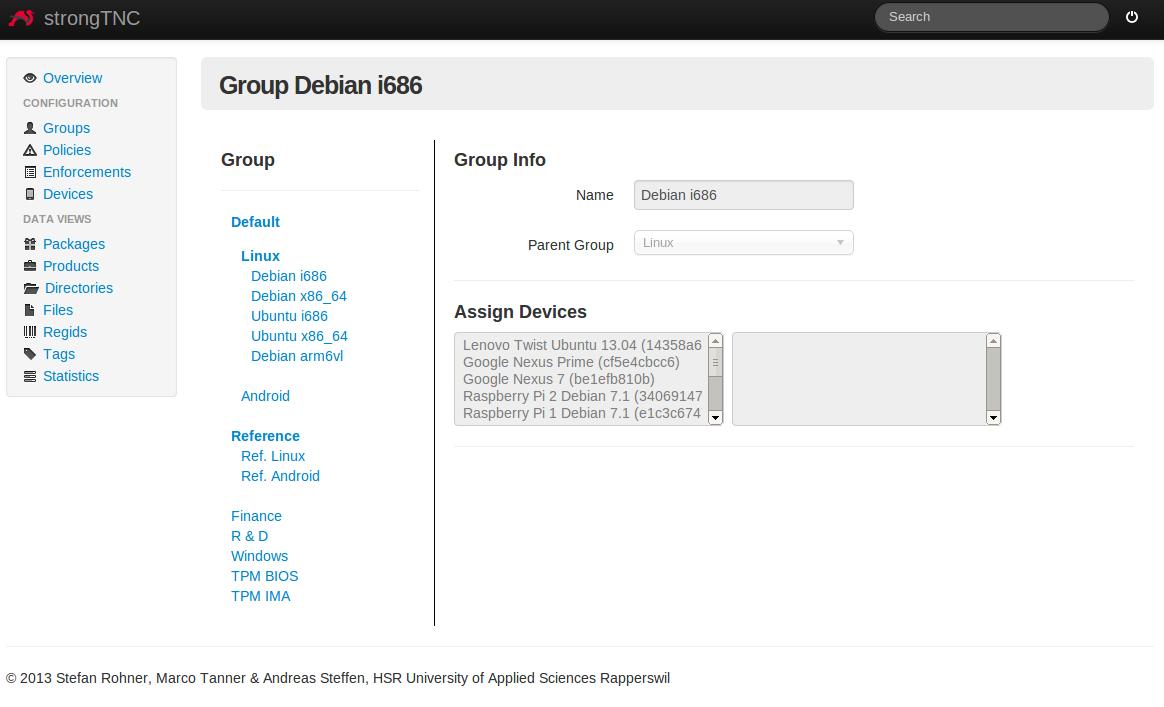 strongTNC
Search
Overview
CONFIGURATION
Groups
Policies
Enforcements
Devices
DATA VIEWS
Packages
Products
Directories
Files
Regids
Tags
Statistics
Group Debian i686
Group
Default
Linux
Debian i686
Debian x86_64
Ubuntu i686
Ubuntu x86_64
Debian arm6vl
Android
Reference
Ref. Linux
Ref. Android
Finance
R & D
Windows
TPM BIOS
TPM IMA
Group Info
Name Debian i686
Parent Group Linux
Assign Devices
Lenovo Twist Ubuntu 13.04 (14358a6
Google Nexus Prime (cf5e4cbcc6)
Google Nexus 7 (be1efb810b)
Raspberry Pi 2 Debian 7.1 (34069147
Raspberry Pi 1 Debian 7.1 (e1c3c674
© 2013 Stefan Rohner, Marco Tanner & Andreas Steffen, HSR University of Applied Sciences Rapperswil